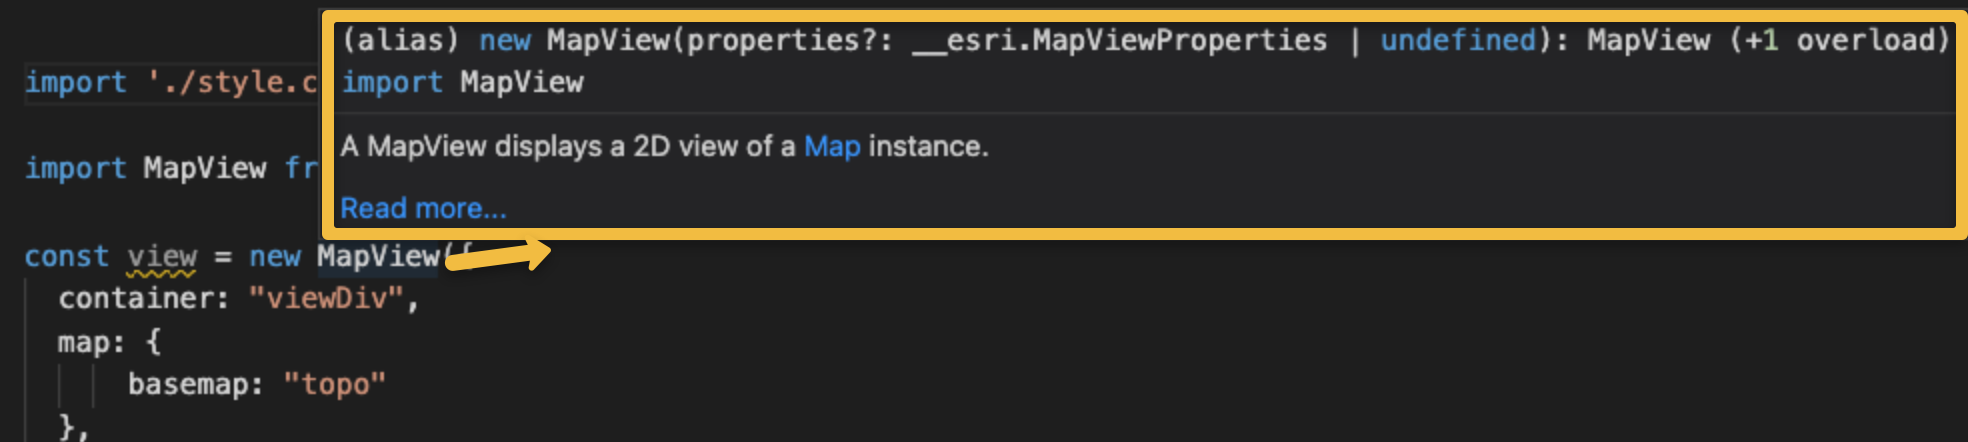 (alias) new MapView(properties?: __esri.MapViewProperties | undefined): MapView (+1 overload)
import MapView
A MapView displays a 2D view of a Map instance.
Read more...
import './style.c
import MapView fr
const view = new MapView({
container: "viewDiv",
map: {
basemap: "topo"
},